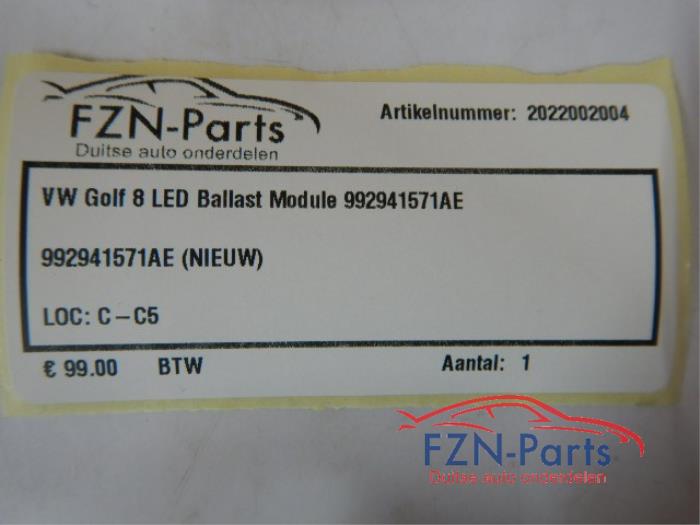 FZN-Parts
Duitse auto onderdelen
Artikelnummer: 2022002004
VW Golf 8 LED Ballast Module 992941571AE
992941571AE (NIEUW)
LOC: C-C5
€ 99.00 BTW Aantal: 1
FZN-Parts
Duitse auto onderdelen